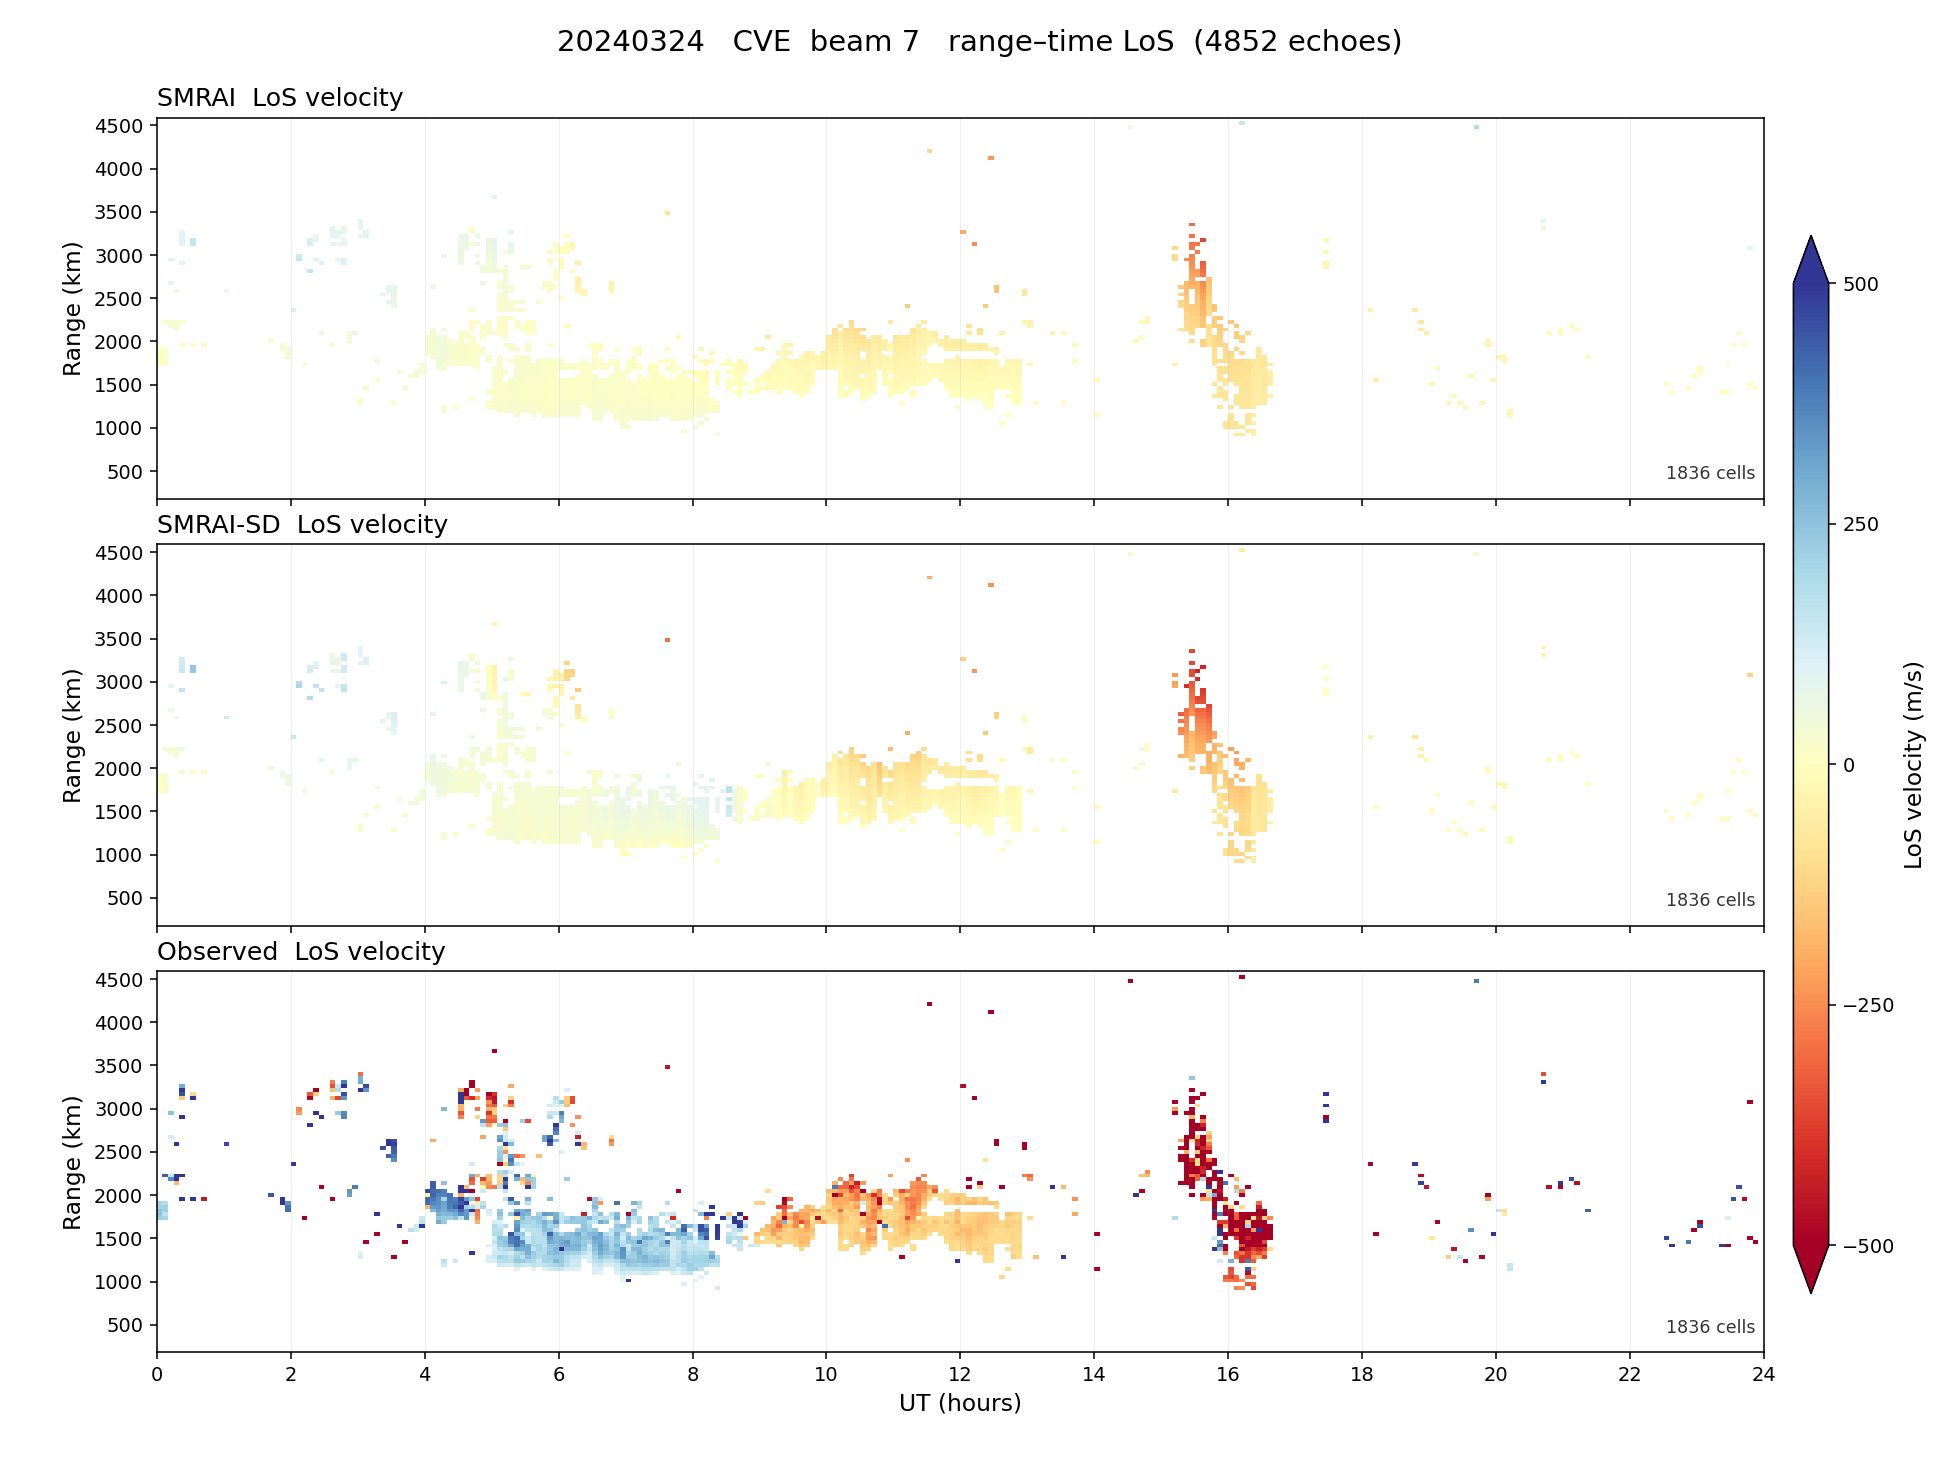 20240324   CVE  beam 7   range–time LoS  (4852 echoes)
SMRAI  LoS velocity
4500
4000
3500
3000
2500
2000
1500
1000
500
Range (km)
1836 cells
SMRAI-SD  LoS velocity
4500
4000
3500
3000
2500
2000
1500
1000
500
Range (km)
1836 cells
Observed  LoS velocity
4500
4000
3500
3000
2500
2000
1500
1000
500
Range (km)
1836 cells
0 2 4 6 8 10 12 14 16 18 20 22 24
UT (hours)
500
250
0
−250
−500
LoS velocity (m/s)